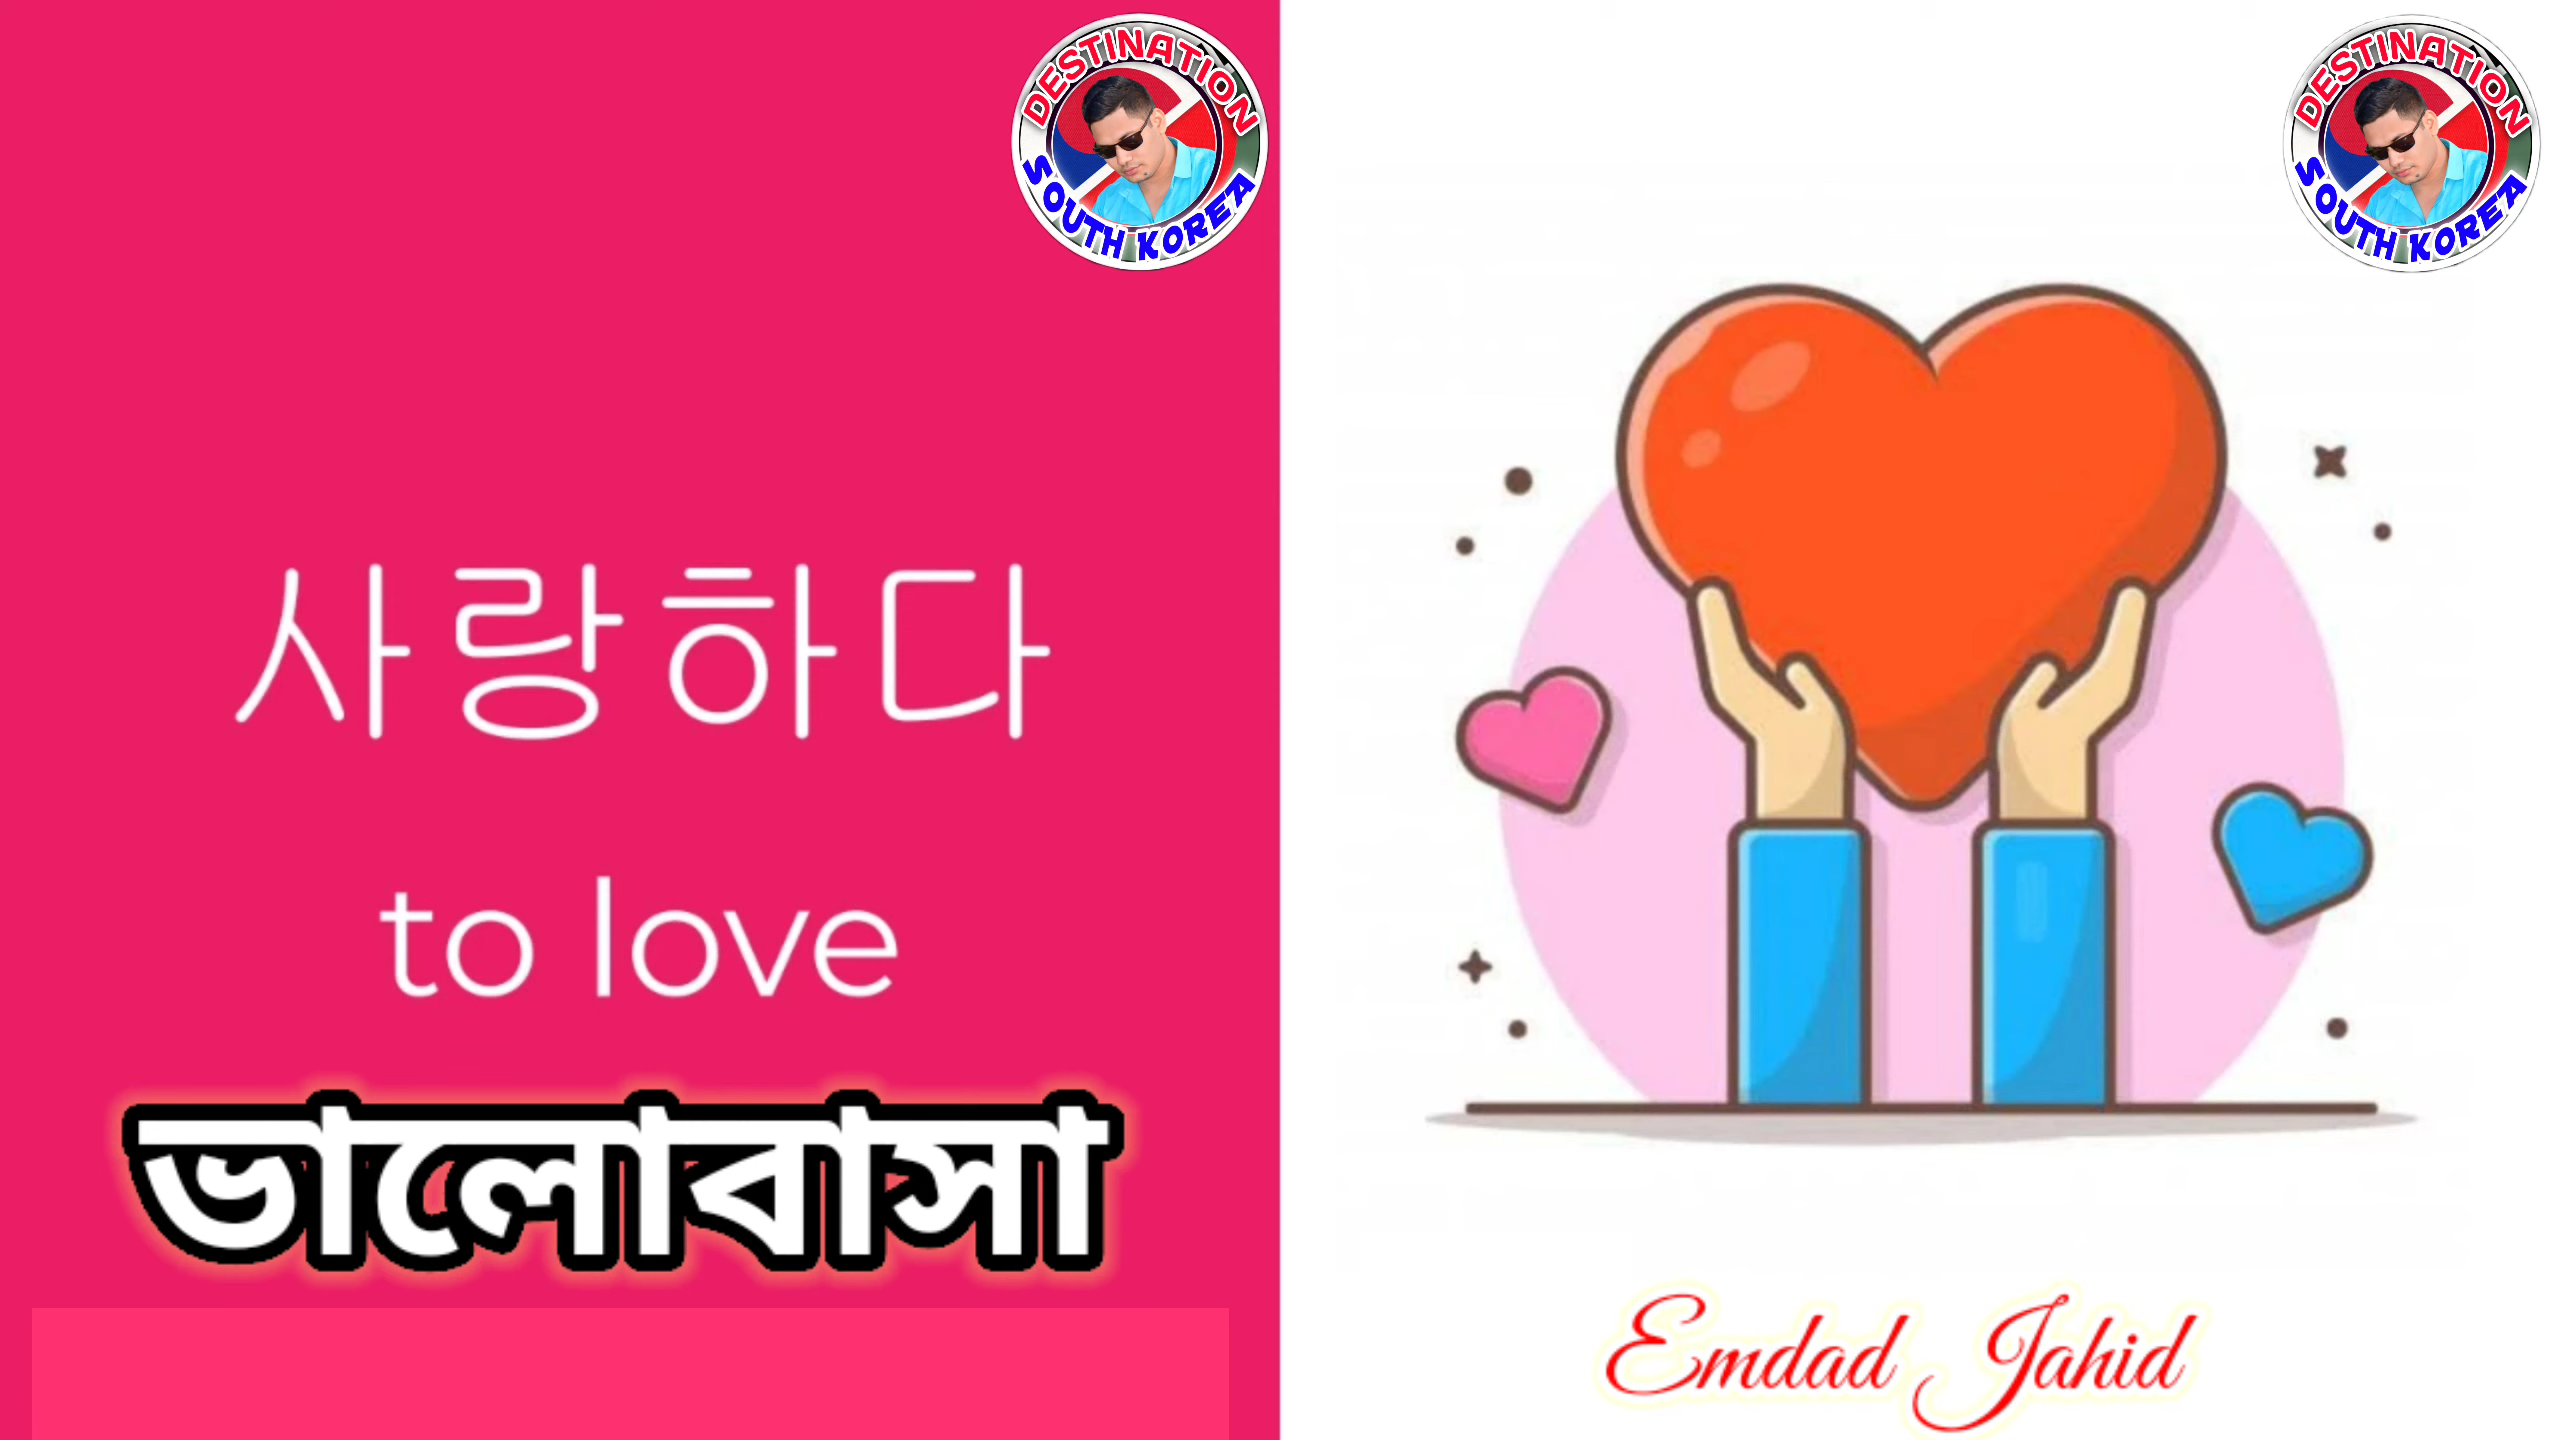 DESTINATION
SOUTH KOREA
DESTINATION
SOUTH KOREA
사랑하다
to love
ভালোবাসা
Emdad Jahid